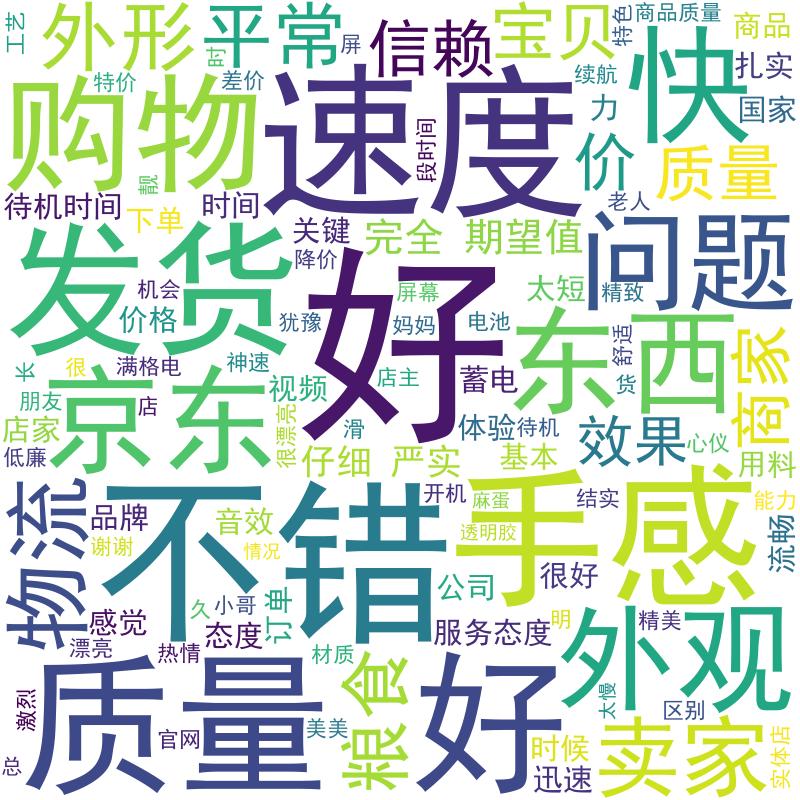 工艺
外形
平常
时
屏
信赖
宝贝
特色
商品质量
商品
购物
特价
差价
速度
快
续航
扎实
力
国家
段时间
价
质量
靓
待机时间
下单
时间
老人
关键
完全
期望值
问题
发货
降价
机会
价格
犹豫
屏幕
妈妈
太短
电池
精致
东西
舒适
商家
好
长
很
满格电
神速
京东
朋友
店
视频
店主
蓄电
货
店家
很漂亮
滑
体验
待机
效果
心仪
低廉
仔细
严实
基本
用料
物流
不错
品牌
音效
开机
麻蛋
手感
结实
能力
谢谢
情况
透明胶
流畅
久
小哥
订单
公司
很好
感觉
态度
服务态度
明
精美
外观
漂亮
热情
材质
激烈
质量
粮食
好
太慢
区别
官网
美美
卖家
时候
迅速
总
实体店